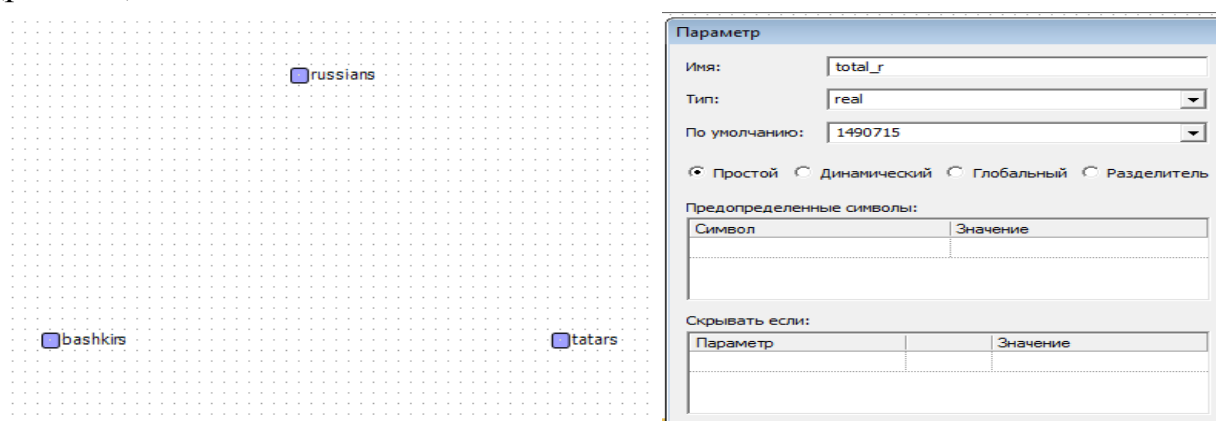 russians
bashkirs
tatars
Параметр
Имя: total_r
Тип: real
По умолчанию: 1490715
Простой Динамический Глобальный Разделитель
Предопределенные символы:
Символ Значение
Скрывать если:
Параметр Значение